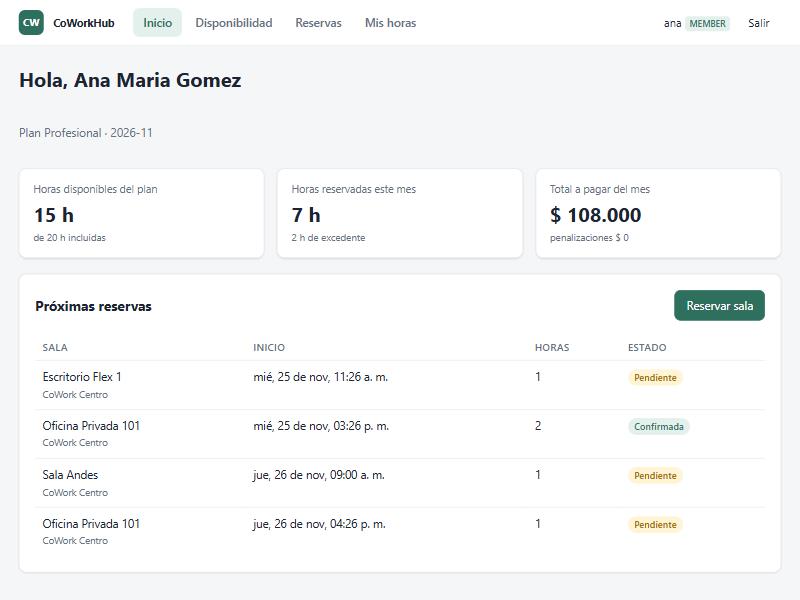 CW CoWorkHub Inicio Disponibilidad Reservas Mis horas ana MEMBER Salir
Hola, Ana Maria Gomez
Plan Profesional · 2026-11
Horas disponibles del plan
15 h
de 20 h incluidas
Horas reservadas este mes
7 h
2 h de excedente
Total a pagar del mes
$ 108.000
penalizaciones $ 0
Próximas reservas
Reservar sala
SALA INICIO HORAS ESTADO
Escritorio Flex 1 mié, 25 de nov, 11:26 a. m. 1 Pendiente
CoWork Centro
Oficina Privada 101 mié, 25 de nov, 03:26 p. m. 2 Confirmada
CoWork Centro
Sala Andes jue, 26 de nov, 09:00 a. m. 1 Pendiente
CoWork Centro
Oficina Privada 101 jue, 26 de nov, 04:26 p. m. 1 Pendiente
CoWork Centro